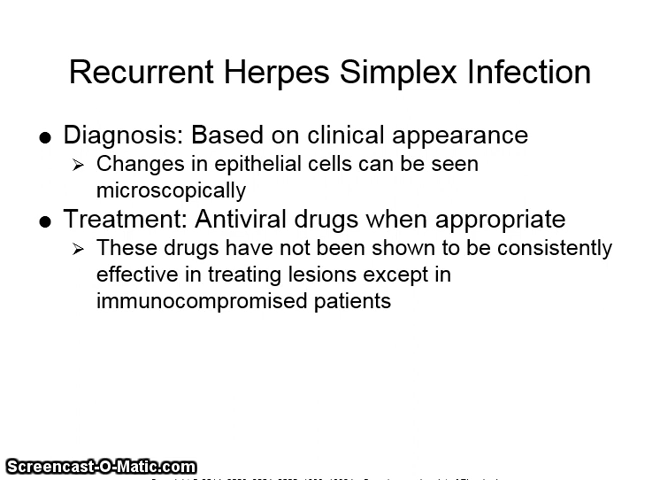 Recurrent Herpes Simplex Infection
● Diagnosis: Based on clinical appearance
➢ Changes in epithelial cells can be seen
microscopically
● Treatment: Antiviral drugs when appropriate
➢ These drugs have not been shown to be consistently
effective in treating lesions except in
immunocompromised patients
Screencast-O-Matic.com